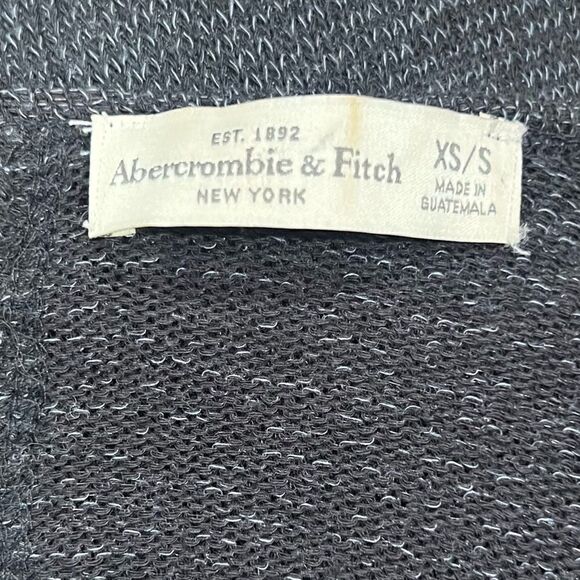 EST. 1892
Abercrombie & Fitch
NEW YORK
XS/S
MADE IN
GUATEMALA